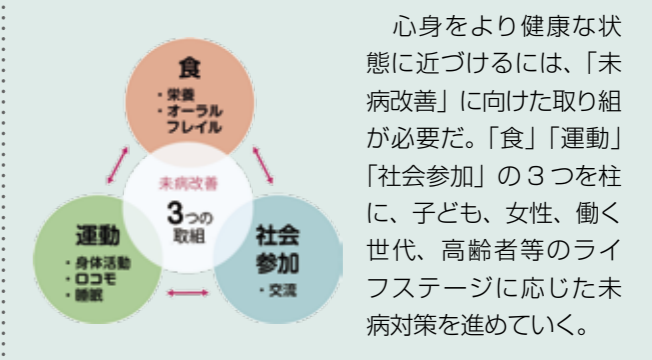 食
・栄養
・オーラル
フレイル
未病改善
3つの
取組
運動
・身体活動
・ロコモ
・睡眠
社会
参加
・交流
心身をより健康な状
態に近づけるには、「未
病改善」に向けた取り組
が必要だ。「食」「運動」
「社会参加」の3つを柱
に、子ども、女性、働く
世代、高齢者等のライ
フステージに応じた未
病対策を進めていく。